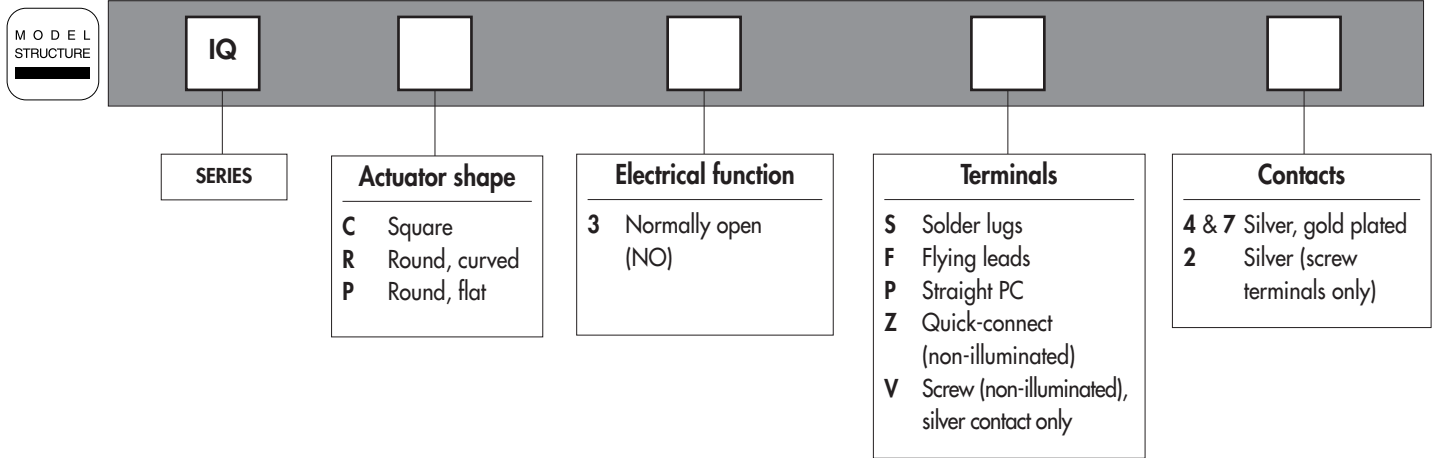 MODEL
STRUCTURE
IQ
SERIES
Actuator shape
C Square
R Round, curved
P Round, flat
Electrical function
3 Normally open
(NO)
Terminals
S Solder lugs
F Flying leads
P Straight PC
Z Quick-connect
(non-illuminated)
V Screw (non-illuminated),
silver contact only
Contacts
4 & 7 Silver, gold plated
2 Silver (screw
terminals only)